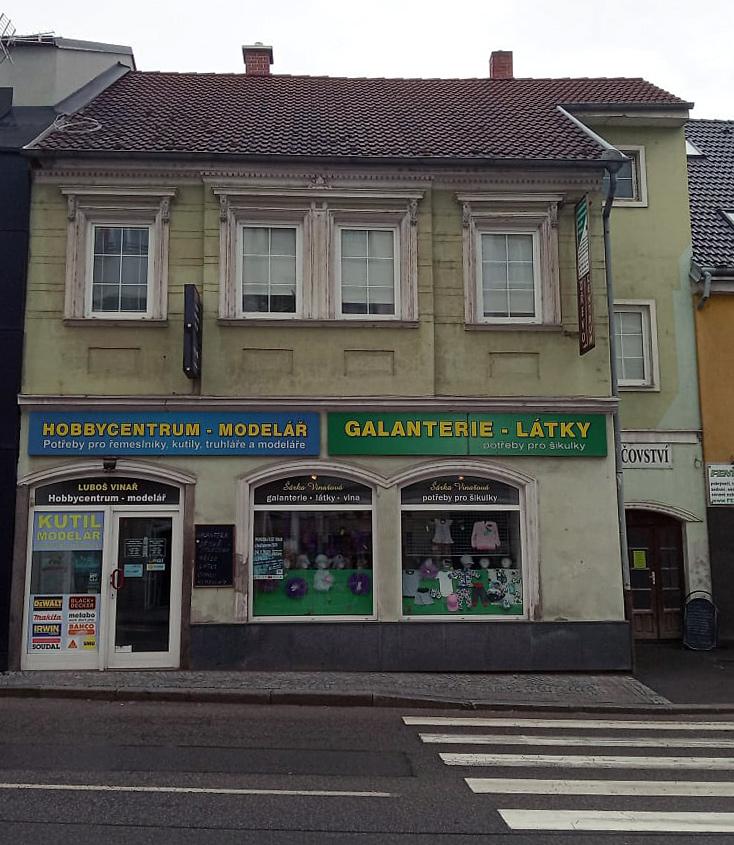 HOBBYCENTRUM - MODELÁŘ
Potřeby pro řemeslníky, kutily, truhláře a modeláře
GALANTERIE - LÁTKY
potřeby pro šikulky
LUBOŠ VINAŘ
Hobbycentrum - modelář
Šárka Vinařová
galanterie • látky • vlna
Šárka Vinařová
potřeby pro šikulky
KUTIL
MODELÁŘ
DEWALT
BLACK+
DECKER
makita
metabo
IRWIN
BAHCO
SOUDAL
ČOVSTVÍ